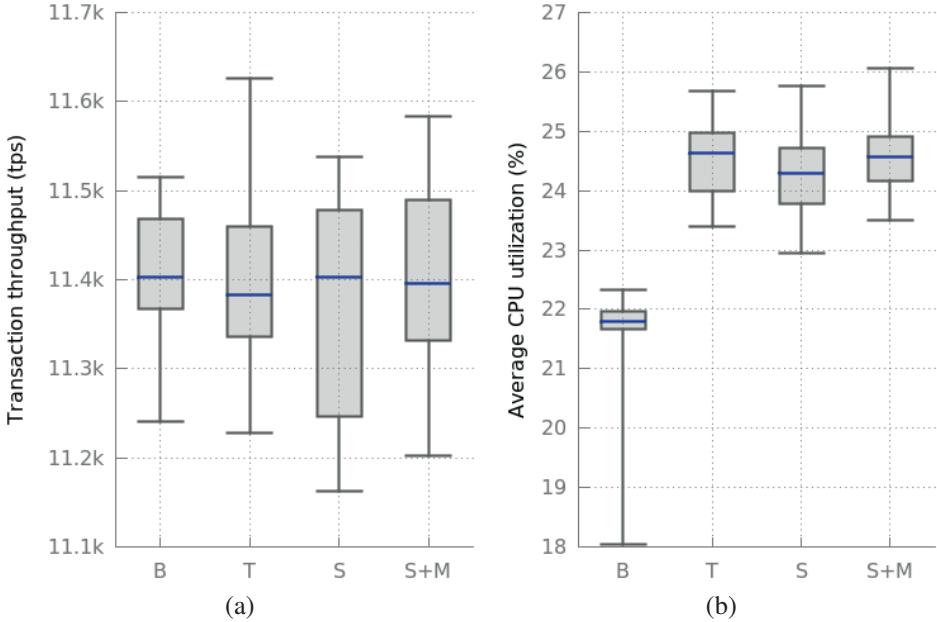 Transaction throughput (tps)
11.7k
11.6k
11.5k
11.4k
11.3k
11.2k
11.1k
B T S S+M
(a)
Average CPU utilization (%)
27
26
25
24
23
22
21
20
19
18
B T S S+M
(b)